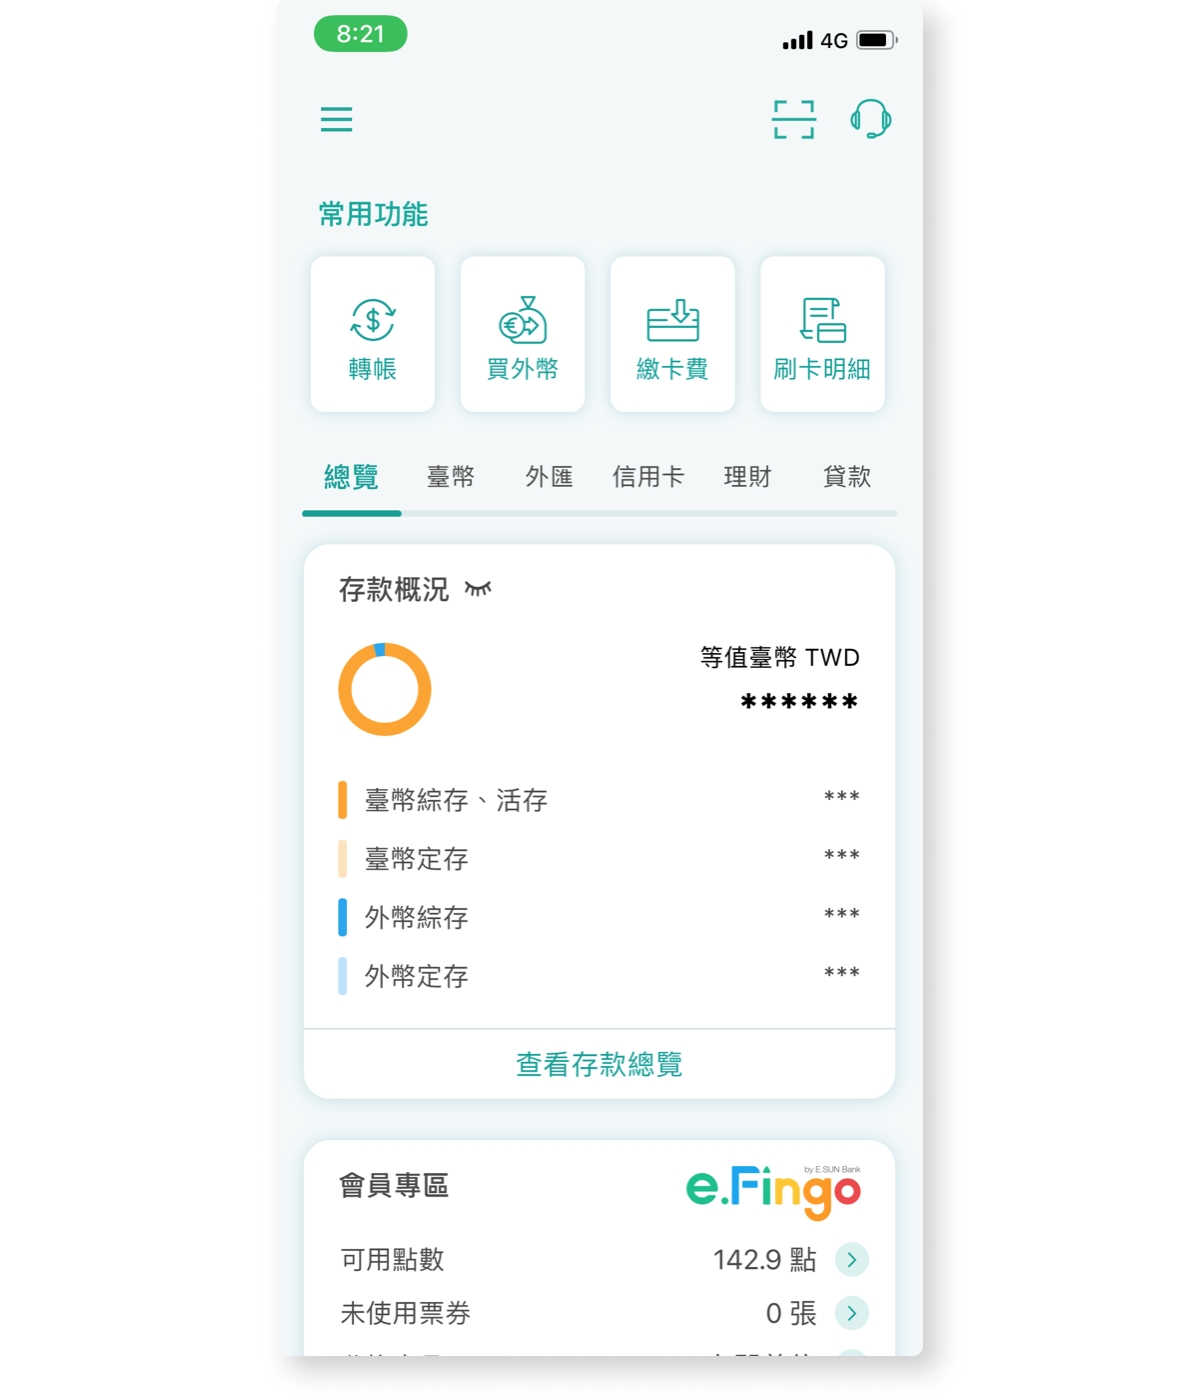 8:21
4G
常用功能
轉帳 買外幣 繳卡費 刷卡明細
總覽 臺幣 外匯 信用卡 理財 貸款
存款概況
等值臺幣 TWD
******
臺幣綜存、活存 ***
臺幣定存 ***
外幣綜存 ***
外幣定存 ***
查看存款總覽
會員專區
by E.SUN Bank
e.Fingo
可用點數 142.9 點
未使用票券 0 張